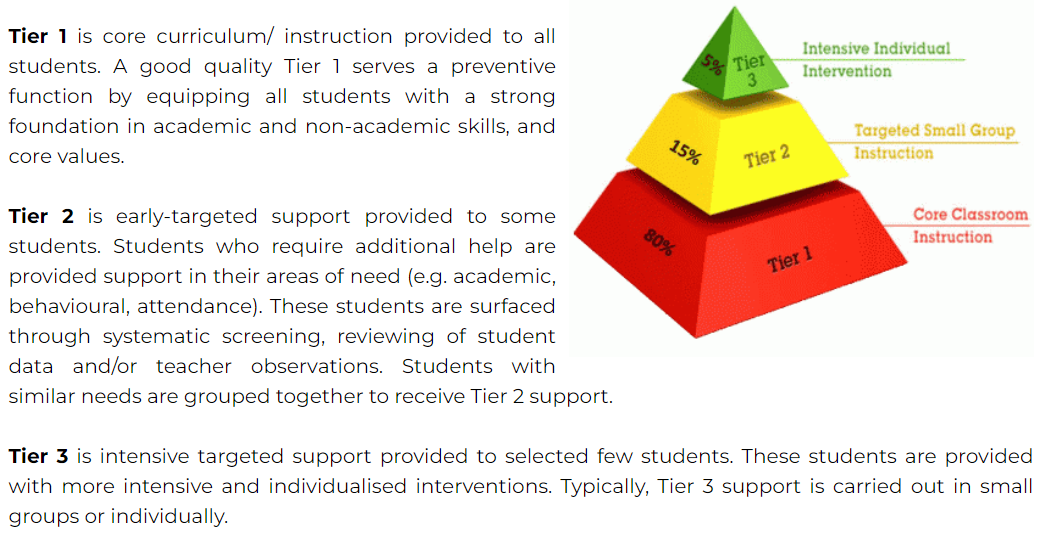 Tier 1 is core curriculum/ instruction provided to all
students. A good quality Tier 1 serves a preventive
function by equipping all students with a strong
foundation in academic and non-academic skills, and
core values.
Tier 2 is early-targeted support provided to some
students. Students who require additional help are
provided support in their areas of need (e.g. academic,
behavioural, attendance). These students are surfaced
through systematic screening, reviewing of student
data and/or teacher observations. Students with
similar needs are grouped together to receive Tier 2 support.
Tier 3 is intensive targeted support provided to selected few students. These students are provided
with more intensive and individualised interventions. Typically, Tier 3 support is carried out in small
groups or individually.
5%
Tier
3
Intensive Individual
Intervention
15%
Tier 2
Targeted Small Group
Instruction
80%
Tier 1
Core Classroom
Instruction